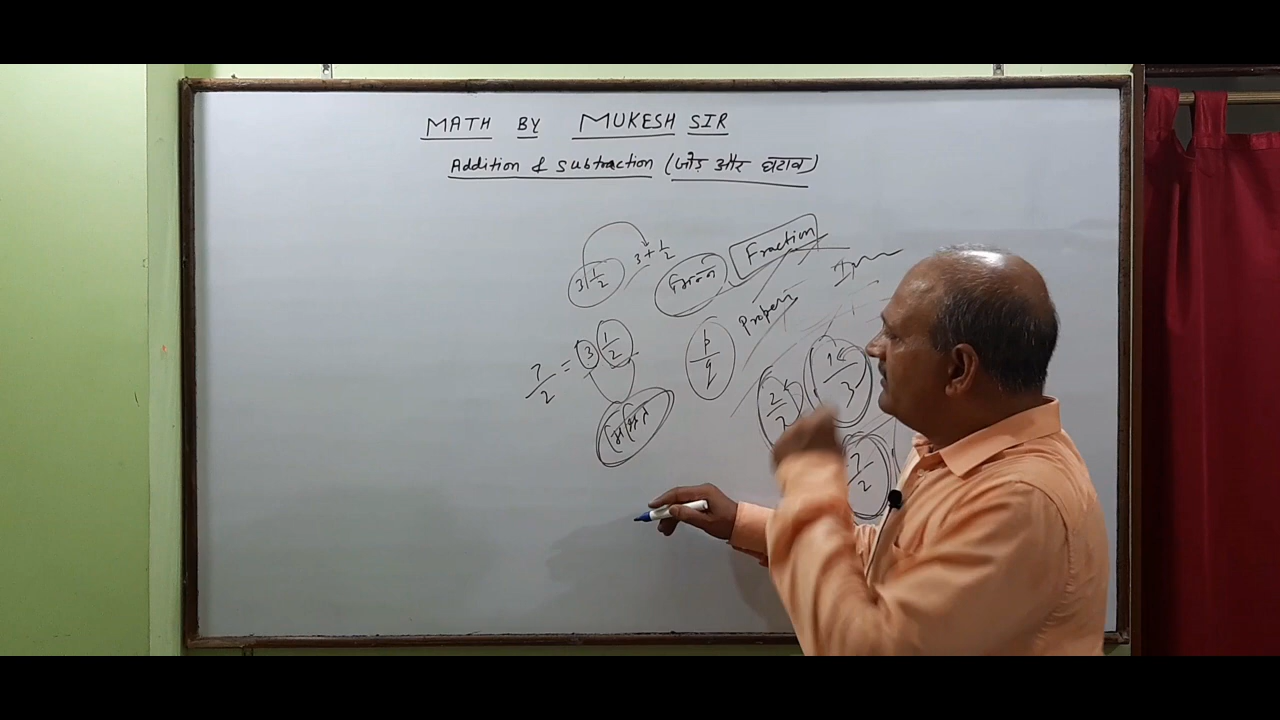 MATH BY MUKESH SIR
Addition & Subtraction (जोड़ और घटाव)
3 1/2 3 + 1/2
भिन्न Fraction
Proper
7/2 = 3 1/2
p/q
2/7
7/2